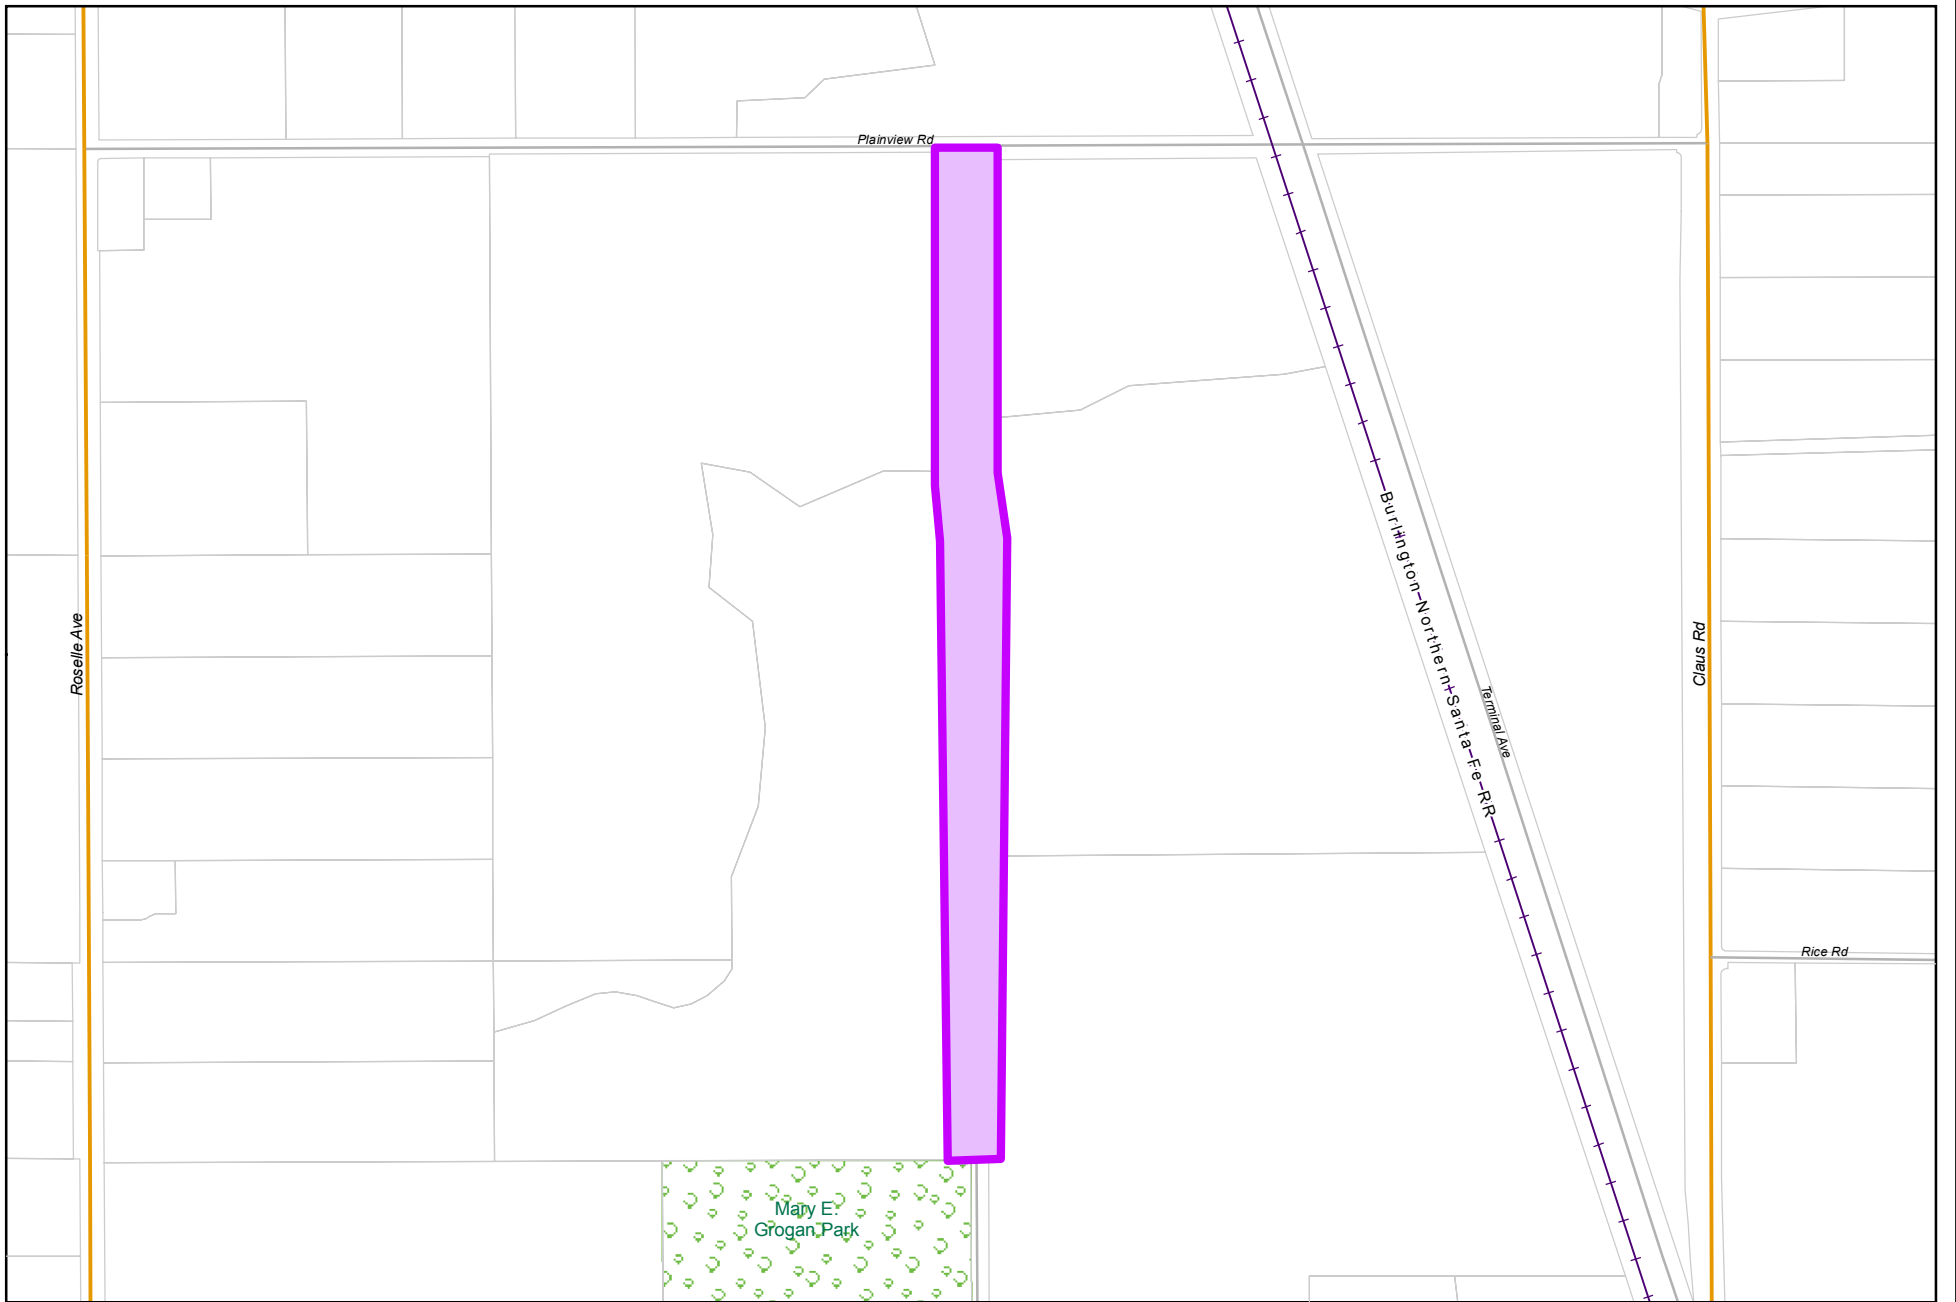 Plainview Rd
Roselle Ave
Burlington Northern Santa Fe RR
Terminal Ave
Claus Rd
Rice Rd
Mary E.
Grogan Park